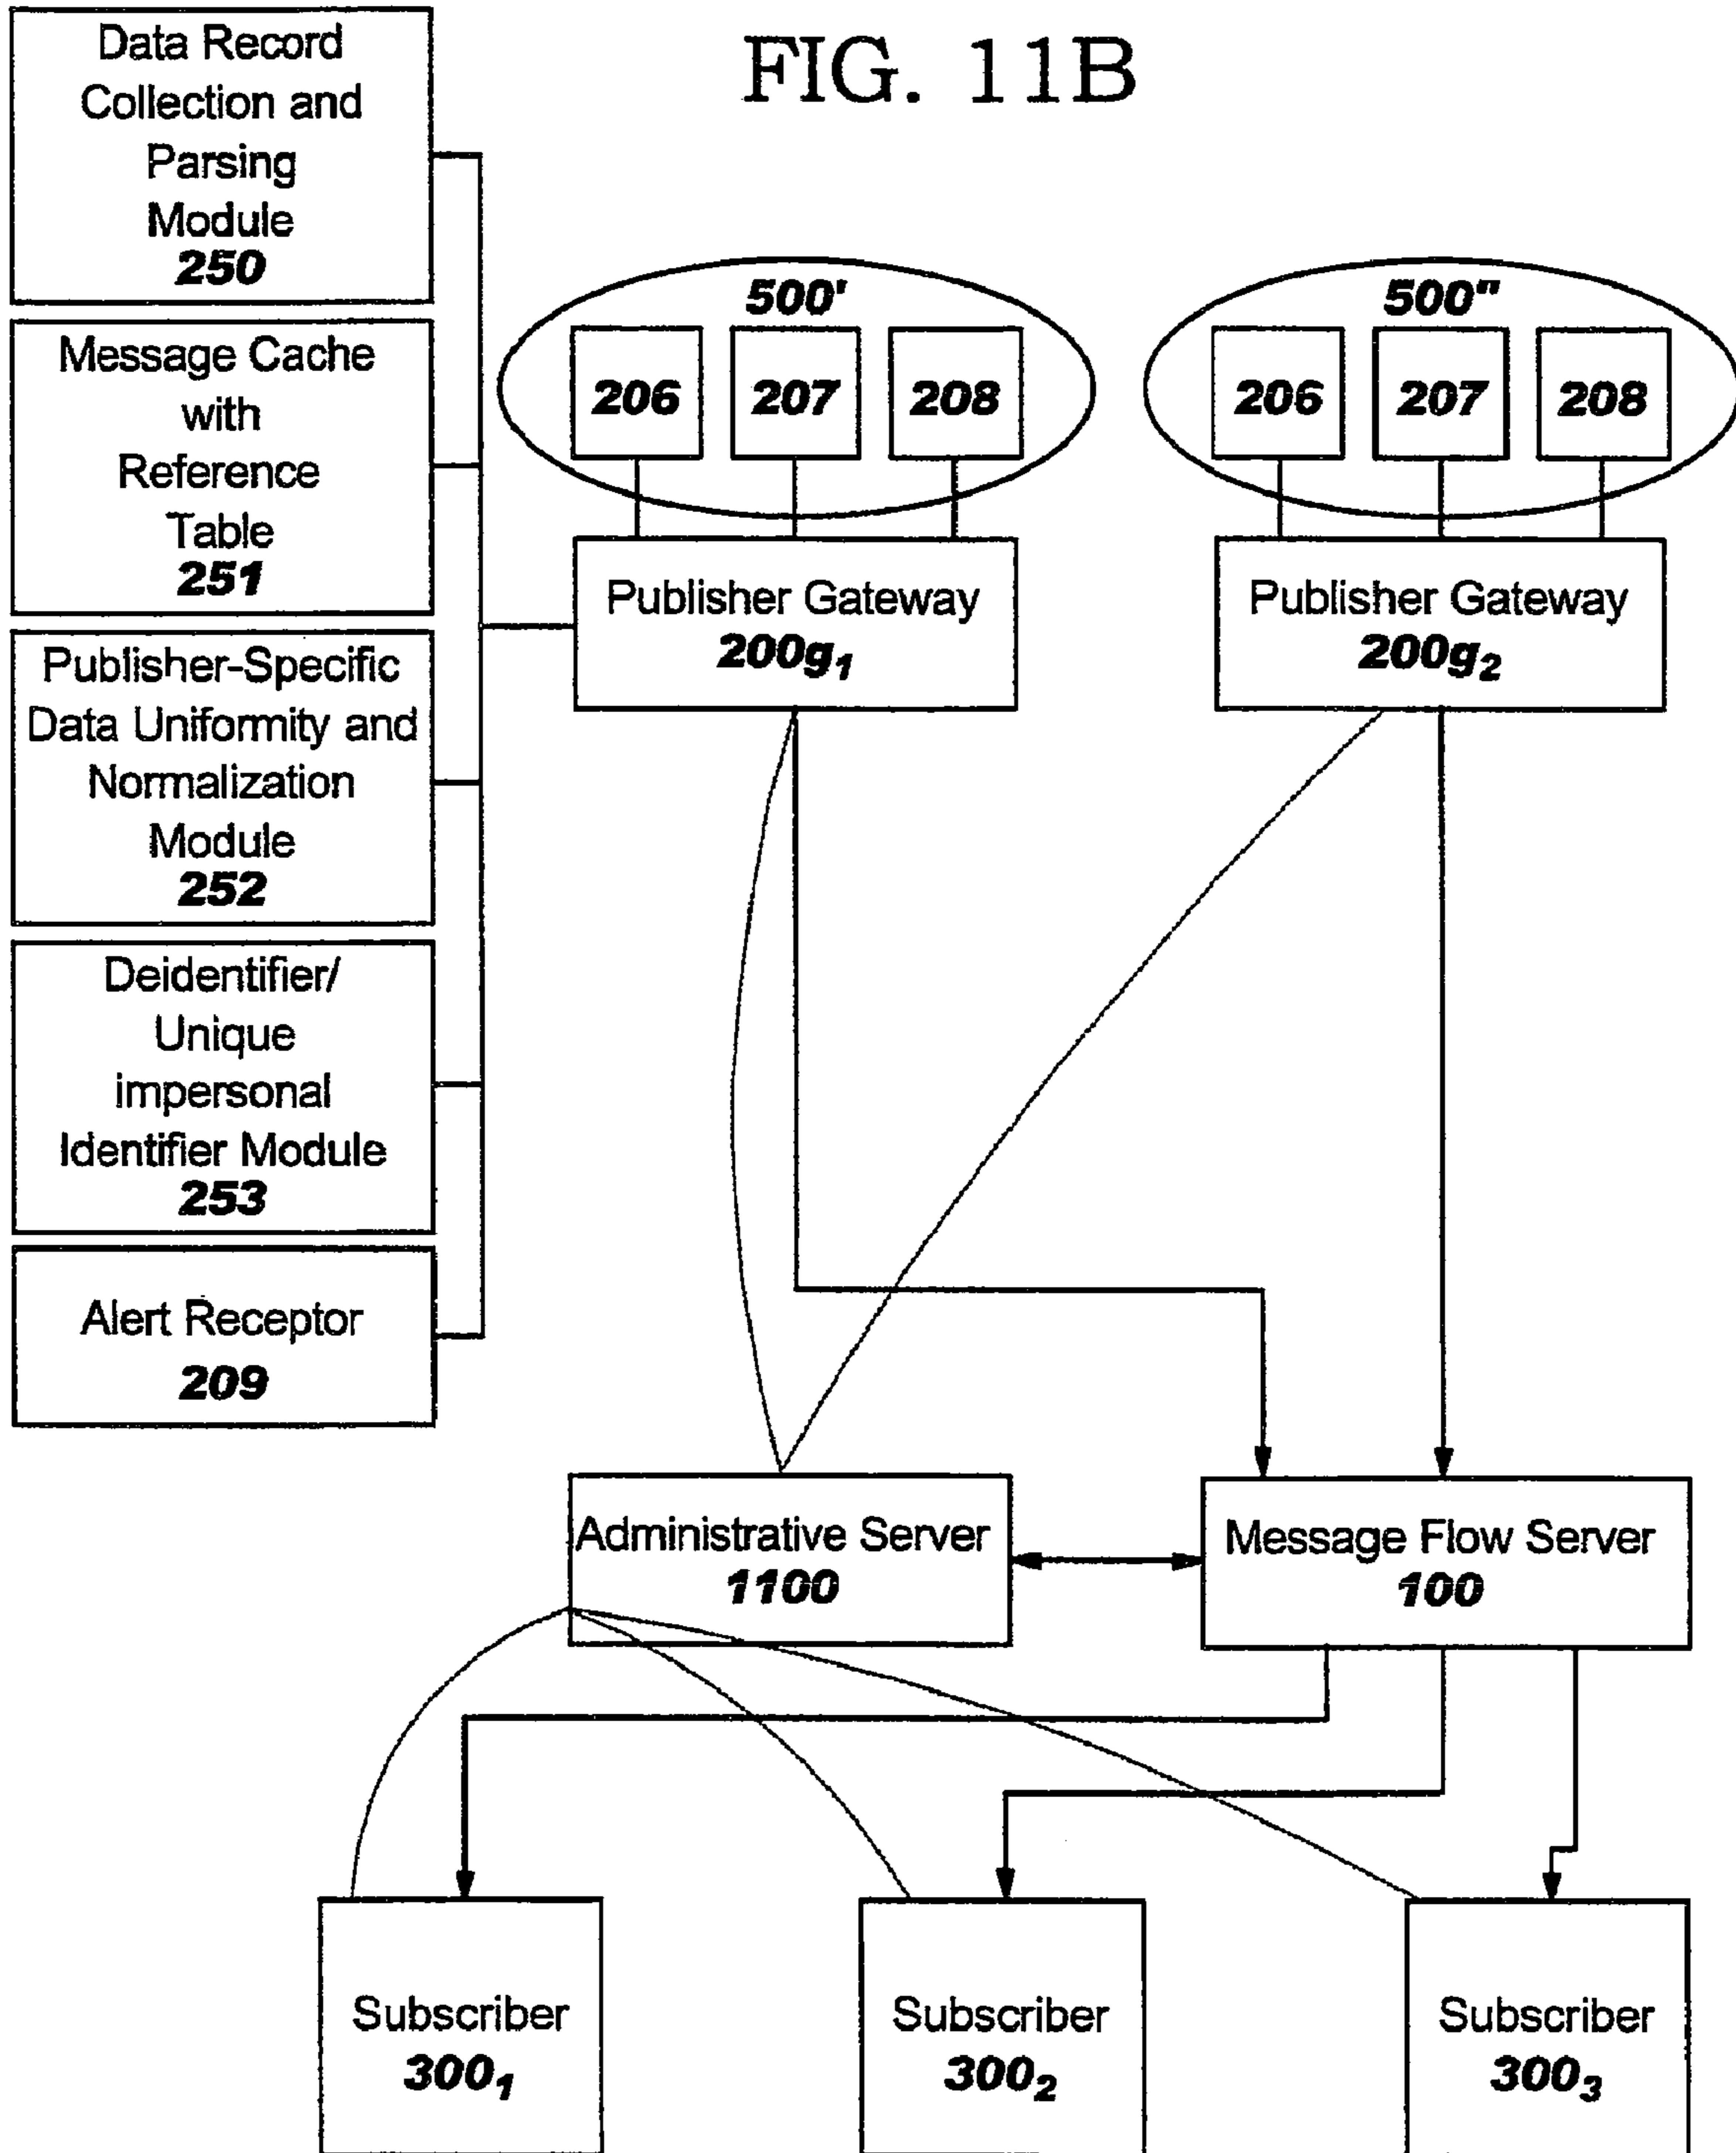 FIG. 11B
Data Record
Collection and
Parsing
Module
250
Message Cache
with
Reference
Table
251
Publisher-Specific
Data Uniformity and
Normalization
Module
252
Deidentifier/
Unique
impersonal
Identifier Module
253
Alert Receptor
209
500'
206 207 208
Publisher Gateway
200g₁
500"
206 207 208
Publisher Gateway
200g₂
Administrative Server
1100
Message Flow Server
100
Subscriber
300₁
Subscriber
300₂
Subscriber
300₃